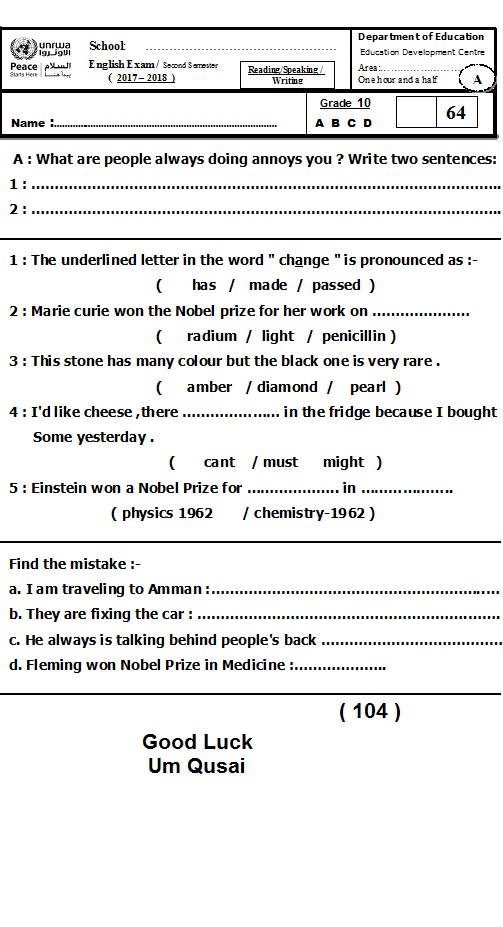 unrwa
الأونروا
Peace السلام
Starts Here يبدأ هنا
School: ……………………………………………
English Exam / Second Semester
( 2017 – 2018 )
Reading/Speaking /
Writing
Department of Education
Education Development Centre
Area:……………………
One hour and a half
A
Name :……………………………………………………………
Grade 10
A B C D
64
A : What are people always doing annoys you ? Write two sentences:
1 : ……………………………………………………………………………………..
2 : ……………………………………………………………………………………..
1 : The underlined letter in the word " change " is pronounced as :-
( has / made / passed )
2 : Marie curie won the Nobel prize for her work on …………………
( radium / light / penicillin )
3 : This stone has many colour but the black one is very rare .
( amber / diamond / pearl )
4 : I'd like cheese ,there ………………… in the fridge because I bought
Some yesterday .
( cant / must might )
5 : Einstein won a Nobel Prize for ……………….. in ………………..
( physics 1962 / chemistry-1962 )
Find the mistake :-
a. I am traveling to Amman :……………………………………………………
b. They are fixing the car : ………………………………………………………
c. He always is talking behind people's back …………………………………
d. Fleming won Nobel Prize in Medicine :………………..
( 104 )
Good Luck
Um Qusai